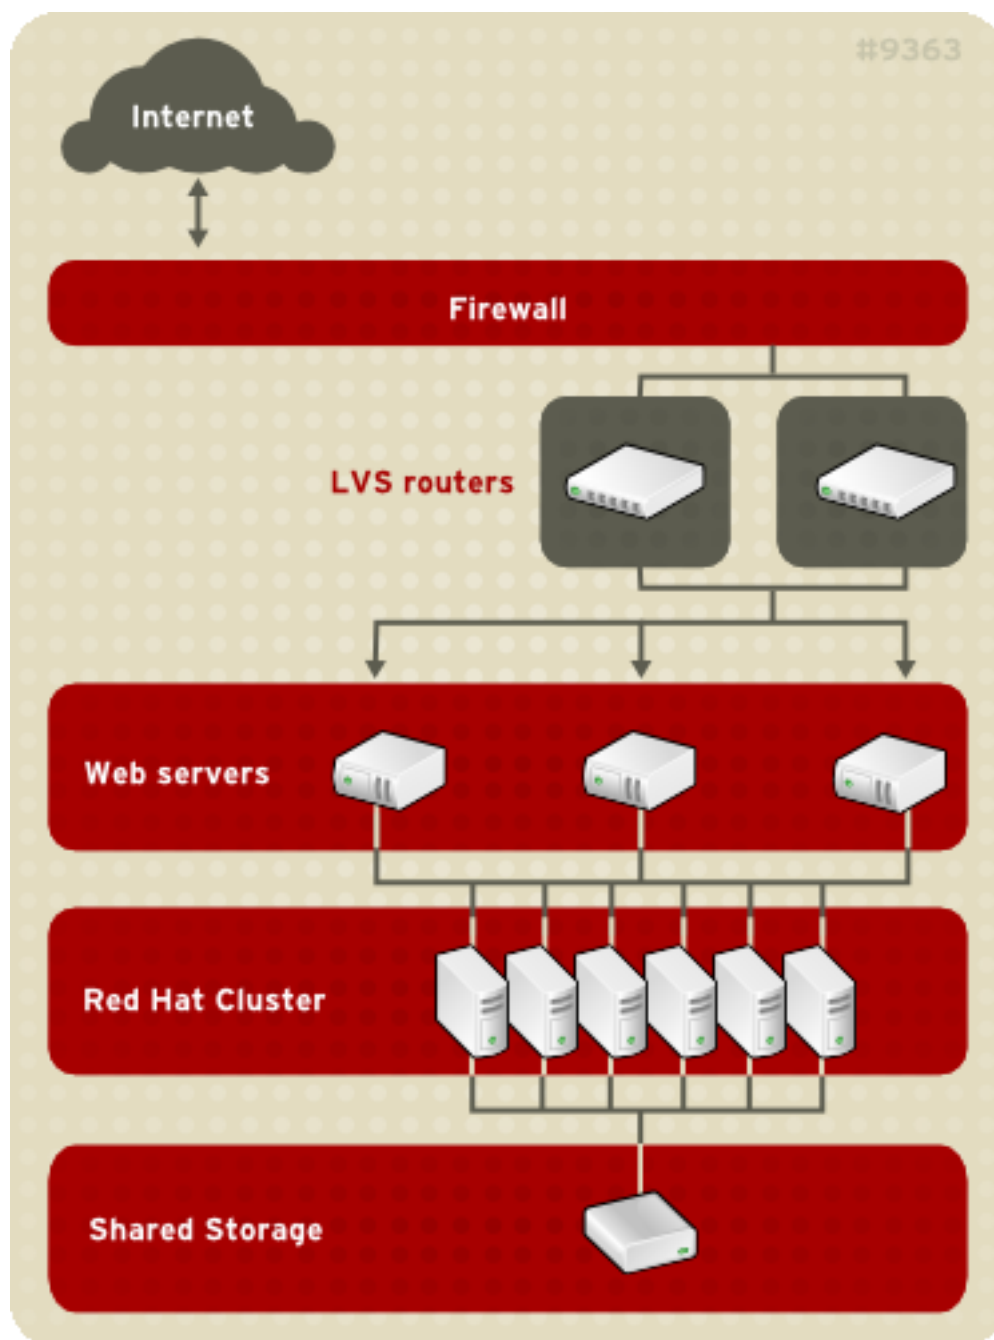 #9363
Internet
Firewall
LVS routers
Web servers
Red Hat Cluster
Shared Storage